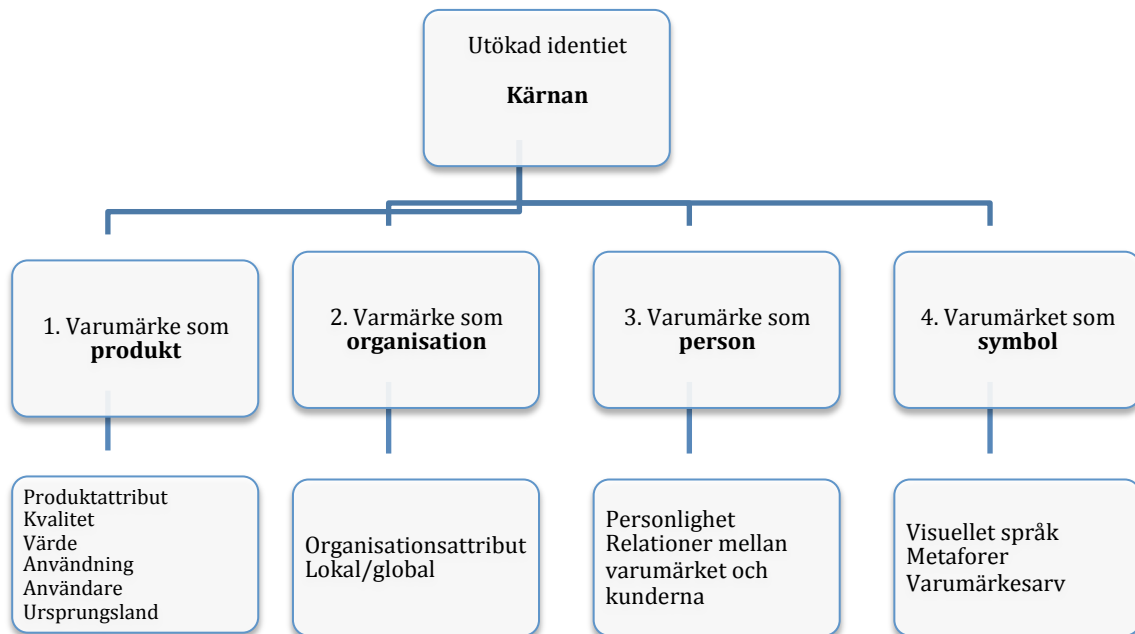 Utökad identiet
Kärnan
1. Varumärke som
produkt
2. Varmärke som
organisation
3. Varumärke som
person
4. Varumärket som
symbol
Produktattribut
Kvalitet
Värde
Användning
Användare
Ursprungsland
Organisationsattribut
Lokal/global
Personlighet
Relationer mellan
varumärket och
kunderna
Visuellet språk
Metaforer
Varumärkesarv